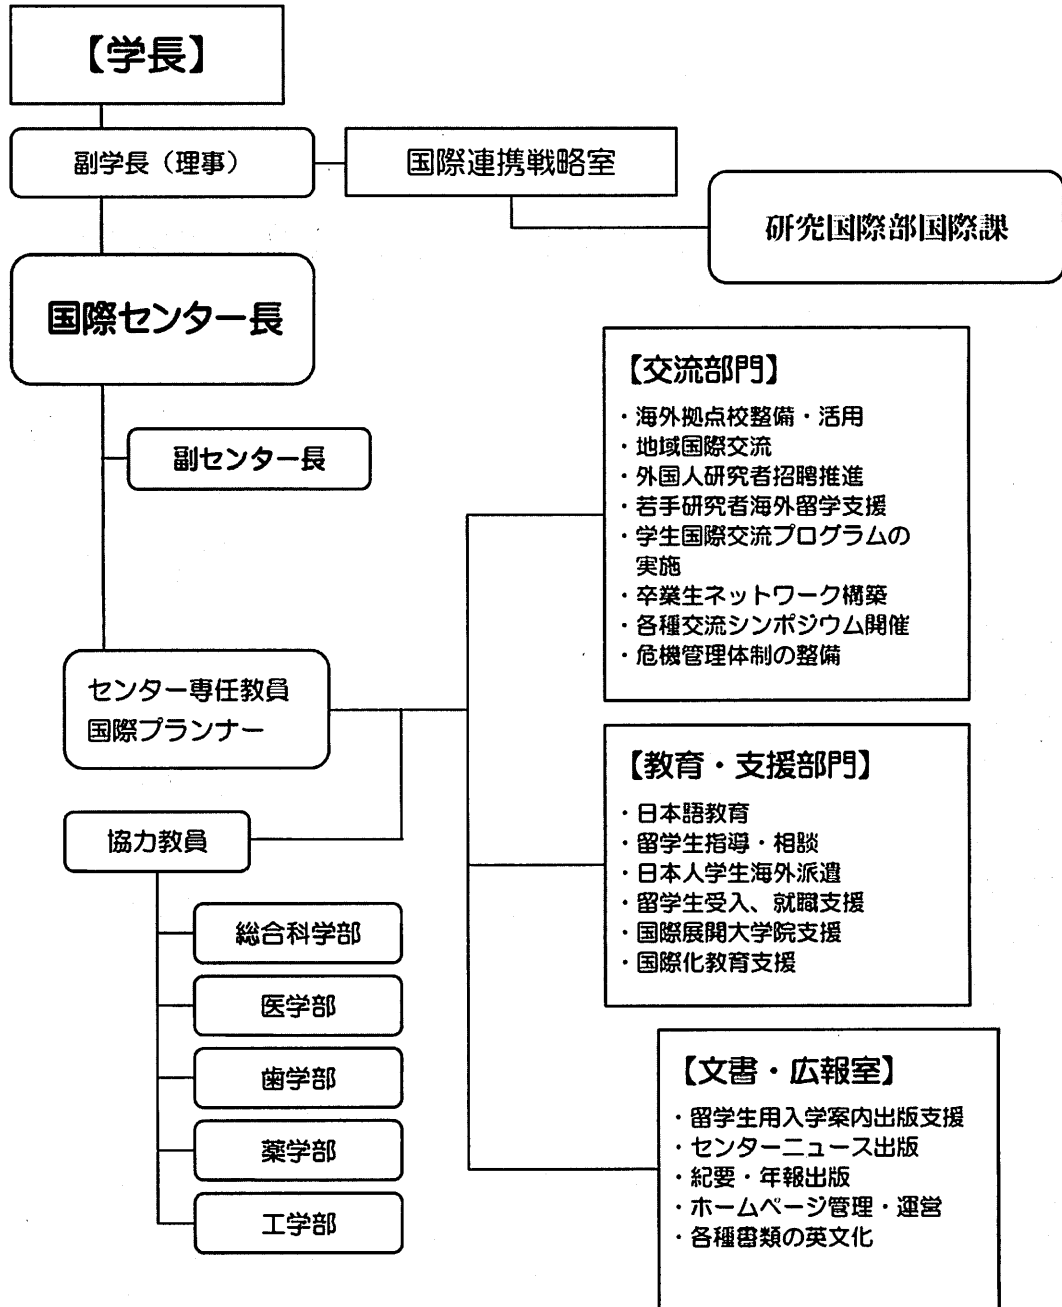 【学長】
副学長（理事）
国際連携戦略室
研究国際部国際課
国際センター長
副センター長
センター専任教員
国際プランナー
協力教員
総合科学部
医学部
歯学部
薬学部
工学部
【交流部門】
・海外拠点校整備・活用
・地域国際交流
・外国人研究者招聘推進
・若手研究者海外留学支援
・学生国際交流プログラムの
実施
・卒業生ネットワーク構築
・各種交流シンポジウム開催
・危機管理体制の整備
【教育・支援部門】
・日本語教育
・留学生指導・相談
・日本人学生海外派遣
・留学生受入、就職支援
・国際展開大学院支援
・国際化教育支援
【文書・広報室】
・留学生用入学案内出版支援
・センターニュース出版
・紀要・年報出版
・ホームページ管理・運営
・各種書類の英文化